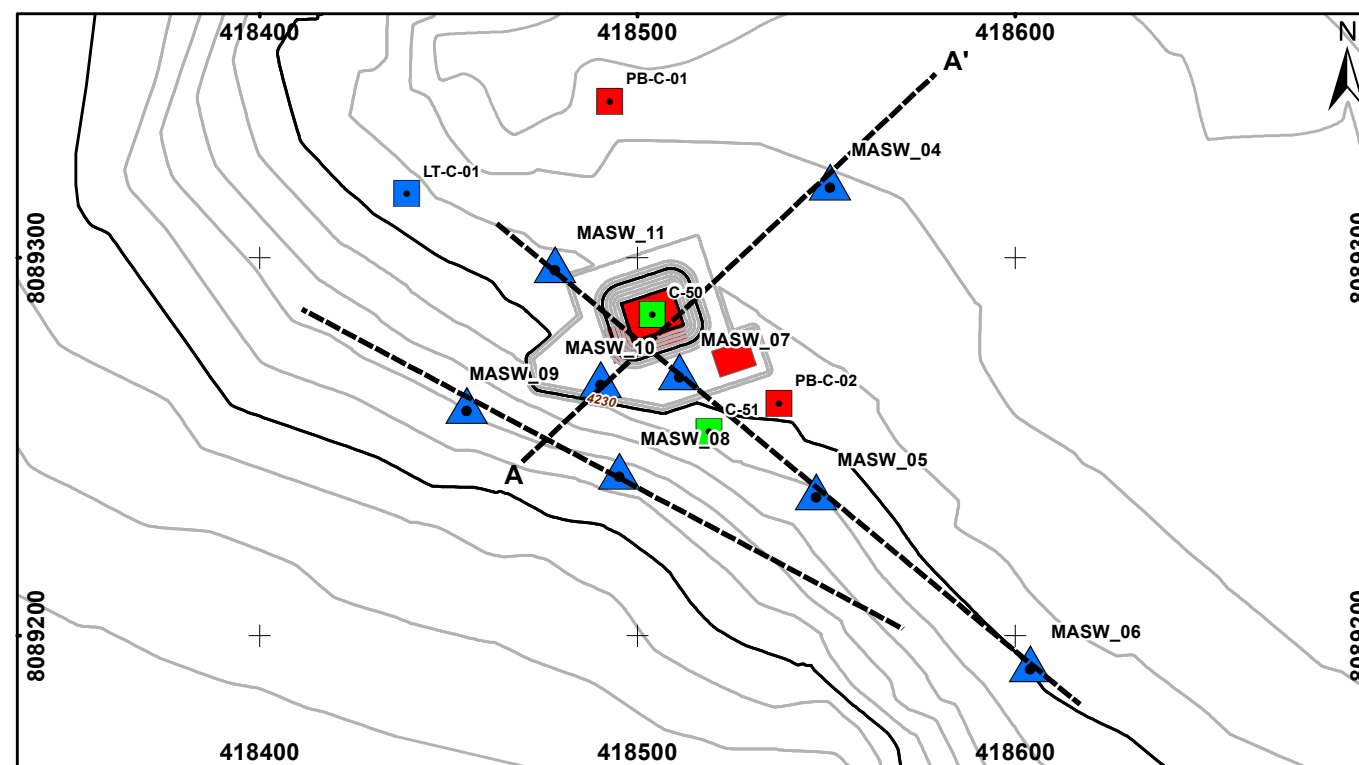 418400
418500
418600
N
A'
PB-C-01
MASW_04
LT-C-01
MASW_11
8089300
8089300
C-50
MASW_10
MASW_07
MASW_09
PB-C-02
4230
C-51
MASW_08
MASW_05
A
8089200
8089200
MASW_06
418400
418500
418600